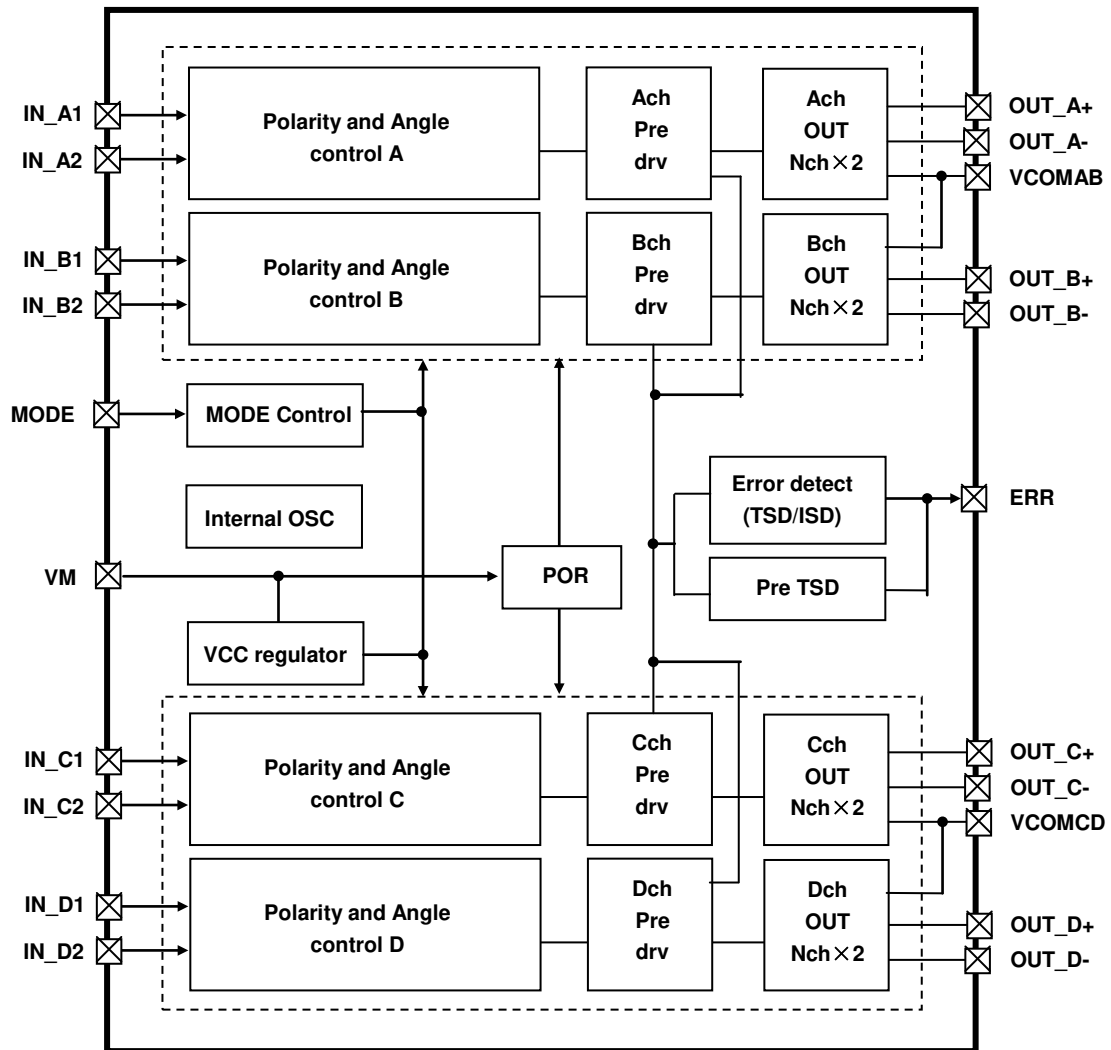 IN_A1
IN_A2
Polarity and Angle
control A
Ach
Pre
drv
Ach
OUT
Nch×2
OUT_A+
OUT_A-
VCOMAB
IN_B1
IN_B2
Polarity and Angle
control B
Bch
Pre
drv
Bch
OUT
Nch×2
OUT_B+
OUT_B-
MODE
MODE Control
Internal OSC
VM
VCC regulator
POR
Error detect
(TSD/ISD)
Pre TSD
ERR
IN_C1
IN_C2
Polarity and Angle
control C
Cch
Pre
drv
Cch
OUT
Nch×2
OUT_C+
OUT_C-
VCOMCD
IN_D1
IN_D2
Polarity and Angle
control D
Dch
Pre
drv
Dch
OUT
Nch×2
OUT_D+
OUT_D-